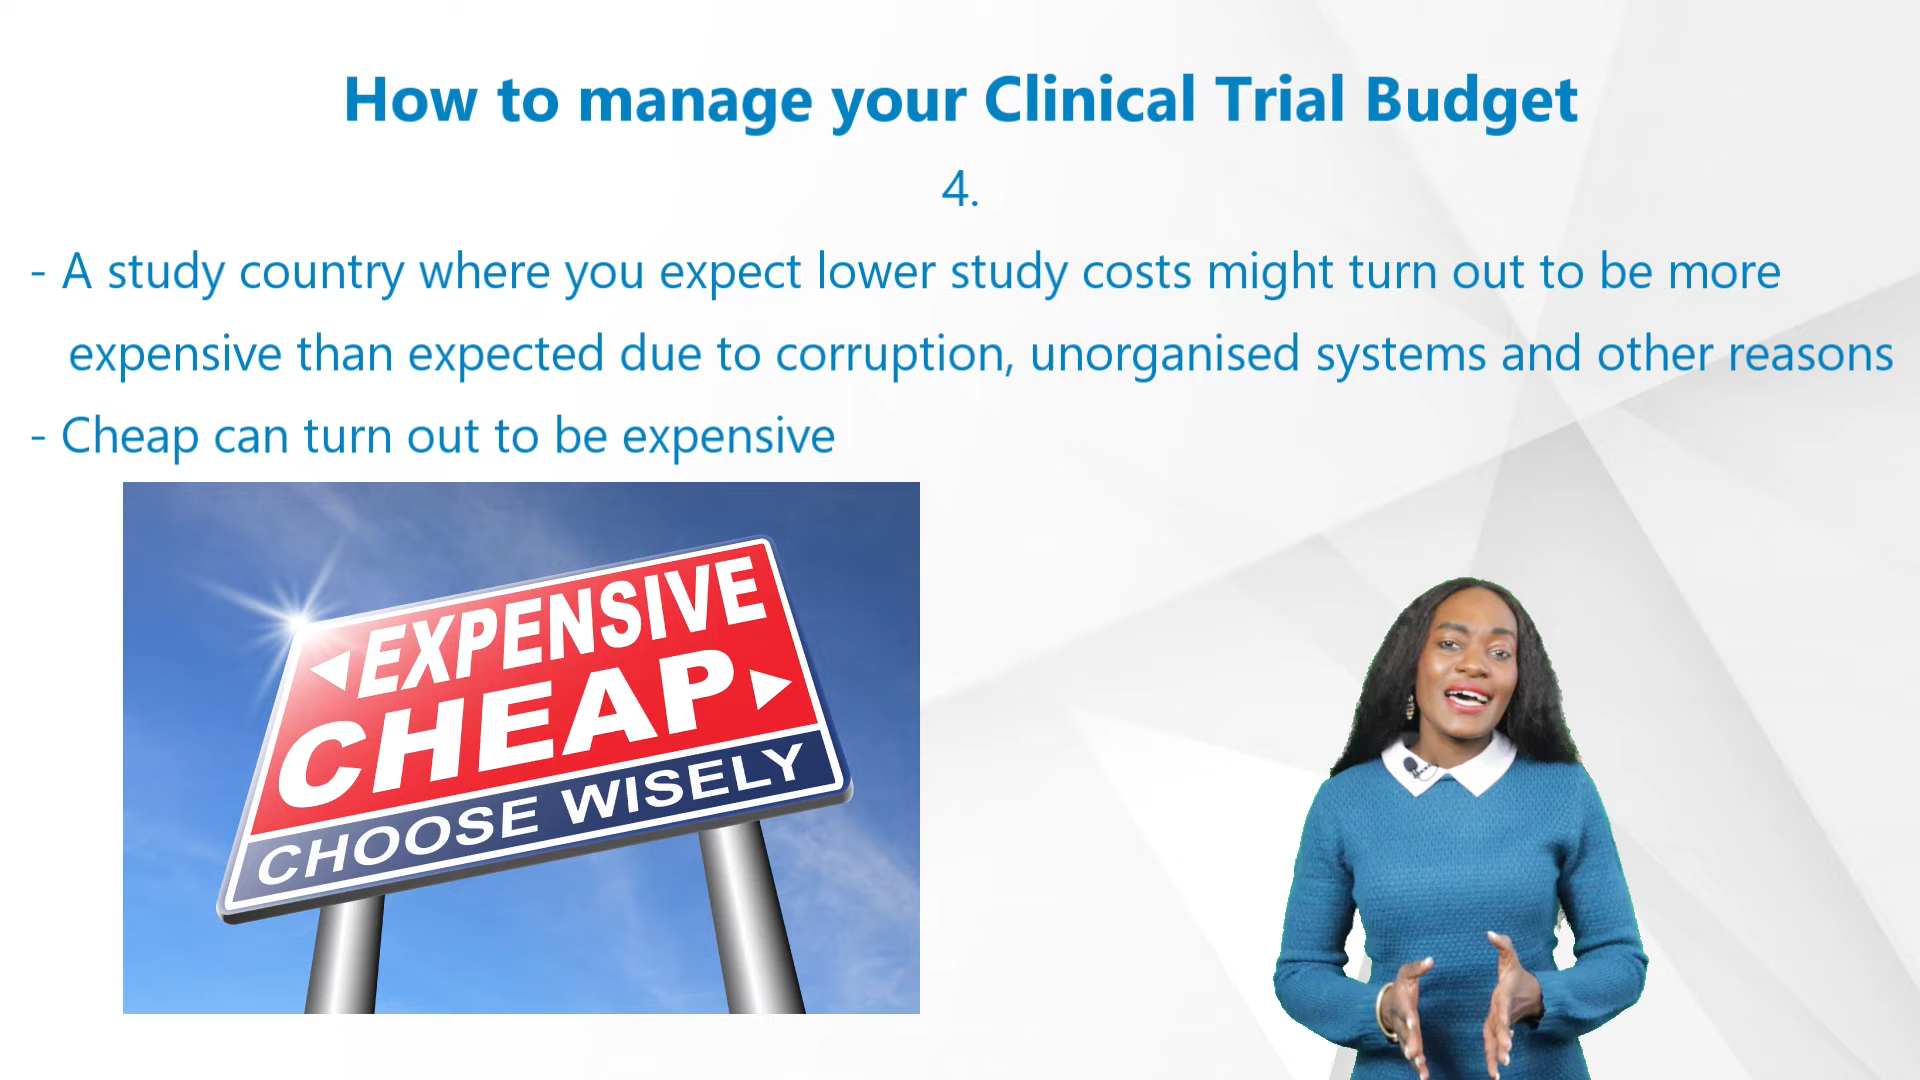 How to manage your Clinical Trial Budget
4.
- A study country where you expect lower study costs might turn out to be more
expensive than expected due to corruption, unorganised systems and other reasons
- Cheap can turn out to be expensive
EXPENSIVE
CHEAP
CHOOSE WISELY